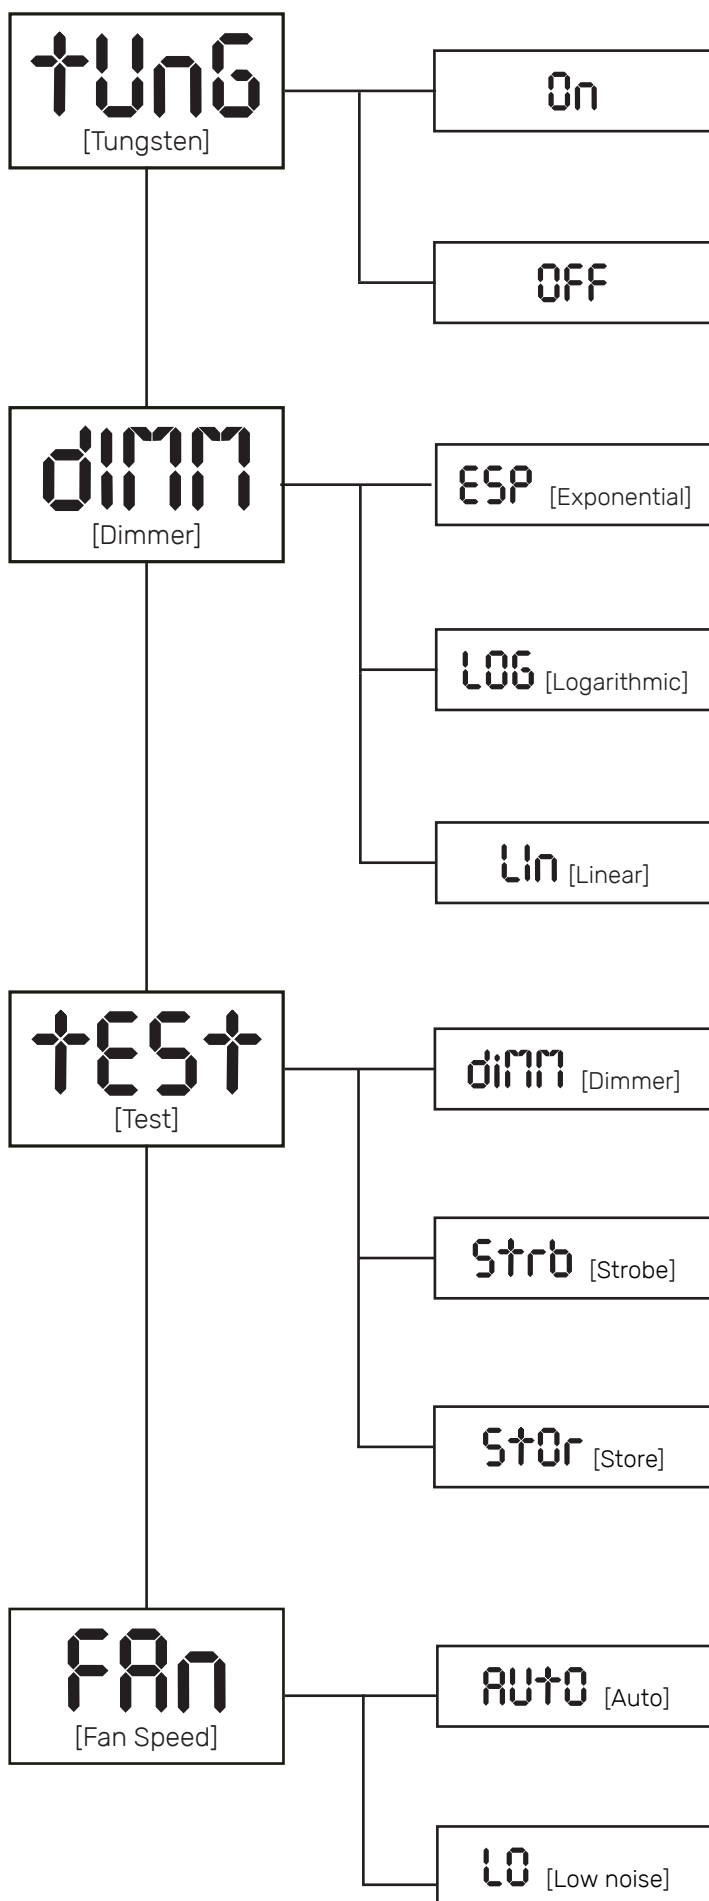 tUnG
[Tungsten]
On
OFF
dIMM
[Dimmer]
ESP [Exponential]
LOG [Logarithmic]
LIn [Linear]
tESt
[Test]
diMM [Dimmer]
Strb [Strobe]
StOr [Store]
FAn
[Fan Speed]
AUtO [Auto]
LO [Low noise]